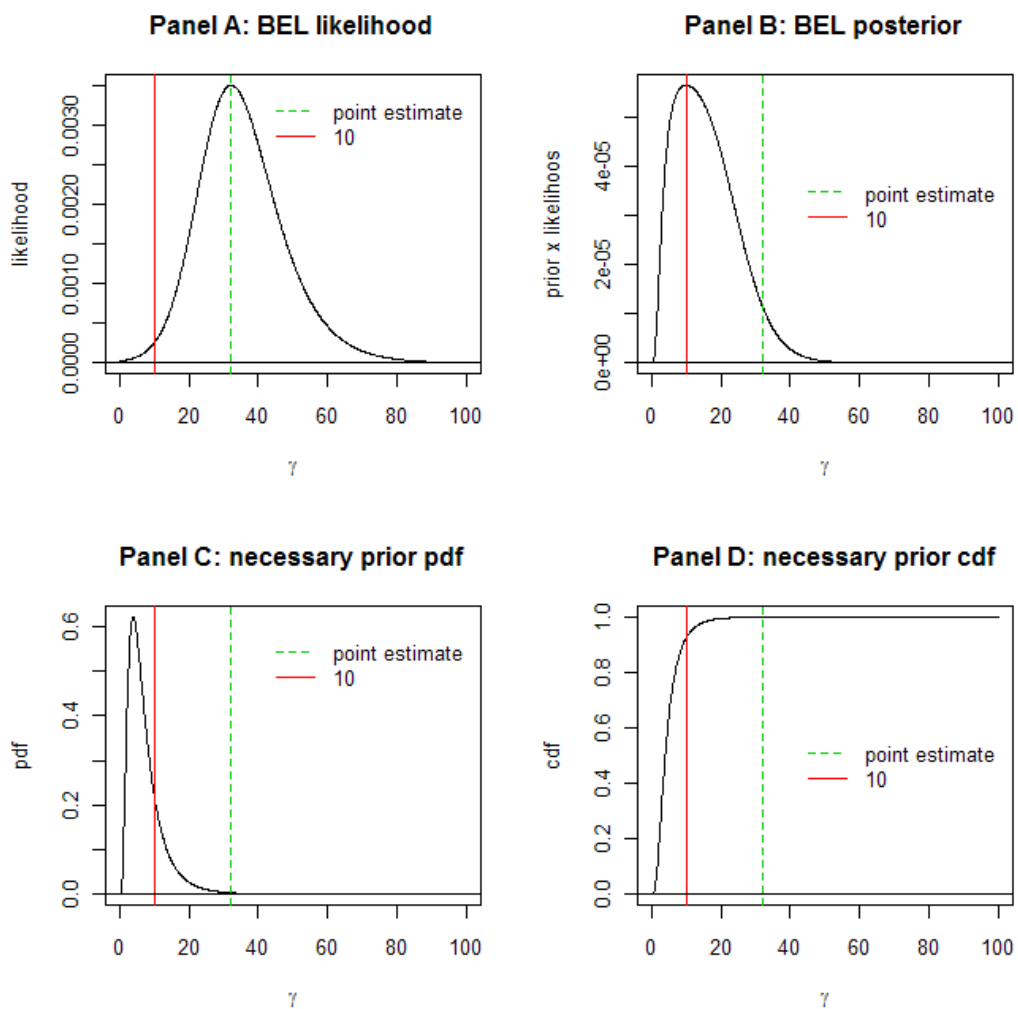 Panel A: BEL likelihood
likelihood
0.0000
0.0010
0.0020
0.0030
point estimate
10
0 20 40 60 80 100
γ
Panel B: BEL posterior
prior x likelihoos
0e+00
2e-05
4e-05
point estimate
10
0 20 40 60 80 100
γ
Panel C: necessary prior pdf
pdf
0.0
0.2
0.4
0.6
point estimate
10
0 20 40 60 80 100
γ
Panel D: necessary prior cdf
cdf
0.0
0.2
0.4
0.6
0.8
1.0
point estimate
10
0 20 40 60 80 100
γ